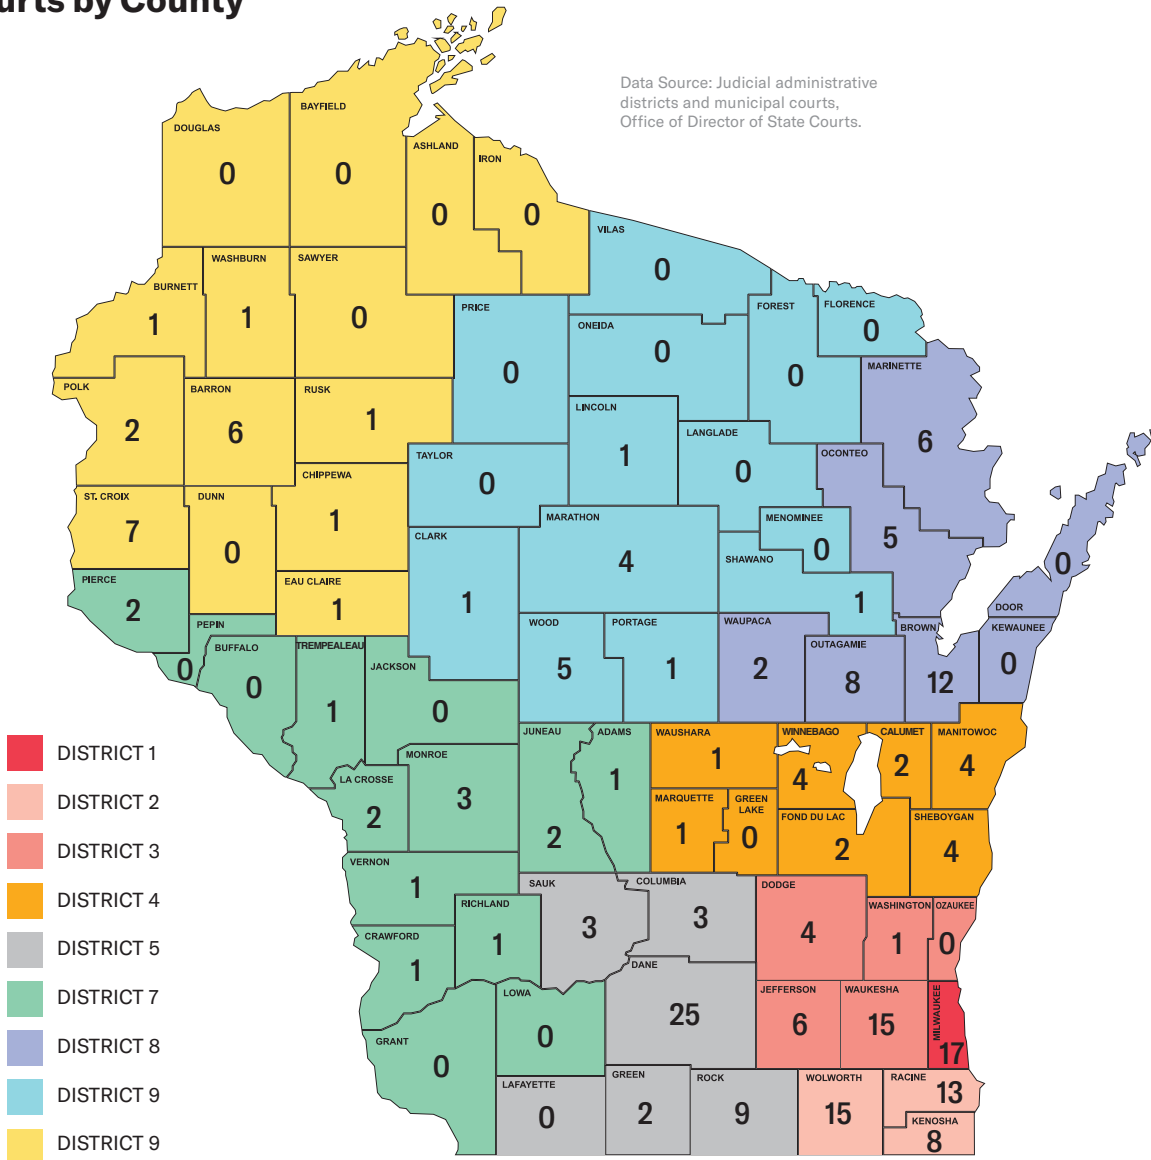 urts by County
Data Source: Judicial administrative
districts and municipal courts,
Office of Director of State Courts.
DOUGLAS
0
BAYFIELD
0
ASHLAND
0
IRON
0
VILAS
0
BURNETT
1
WASHBURN
1
SAWYER
0
PRICE
0
ONEIDA
0
FOREST
0
FLORENCE
0
MARINETTE
6
POLK
2
BARRON
6
RUSK
1
LINCOLN
1
LANGLADE
0
OCONTEO
5
TAYLOR
0
CHIPPEWA
1
ST. CROIX
7
DUNN
0
MARATHON
4
MENOMINEE
0
SHAWANO
1
CLARK
1
EAU CLAIRE
1
PIERCE
2
DOOR
0
PEPIN
0
BUFFALO
0
TREMPEALEAU
1
JACKSON
0
WOOD
5
PORTAGE
1
WAUPACA
2
OUTAGAMIE
8
BROWN
12
KEWAUNEE
0
JUNEAU
2
ADAMS
1
WAUSHARA
1
WINNEBAGO
4
CALUMET
2
MANITOWOC
4
MONROE
3
LA CROSSE
2
MARQUETTE
1
GREEN
LAKE
0
FOND DU LAC
2
SHEBOYGAN
4
VERNON
1
RICHLAND
1
SAUK
3
COLUMBIA
3
DODGE
4
WASHINGTON
1
OZAUKEE
0
CRAWFORD
1
DANE
25
JEFFERSON
6
WAUKESHA
15
MILWAUKEE
17
LOWA
0
GRANT
0
LAFAYETTE
0
GREEN
2
ROCK
9
WOLWORTH
15
RACINE
13
KENOSHA
8
DISTRICT 1
DISTRICT 2
DISTRICT 3
DISTRICT 4
DISTRICT 5
DISTRICT 7
DISTRICT 8
DISTRICT 9
DISTRICT 9